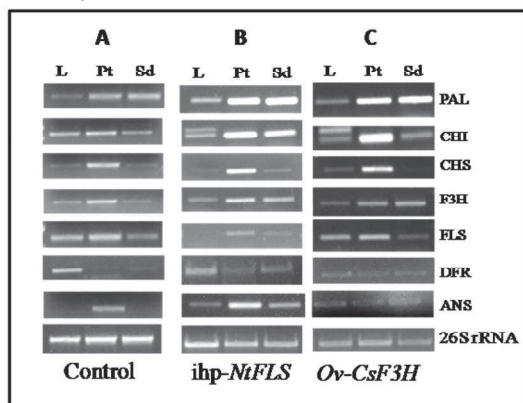 A B C
L Pt Sd L Pt Sd L Pt Sd
PAL
CHI
CHS
F3H
FLS
DFR
ANS
26SrRNA
Control ihp-NtFLS Ov-CsF3H